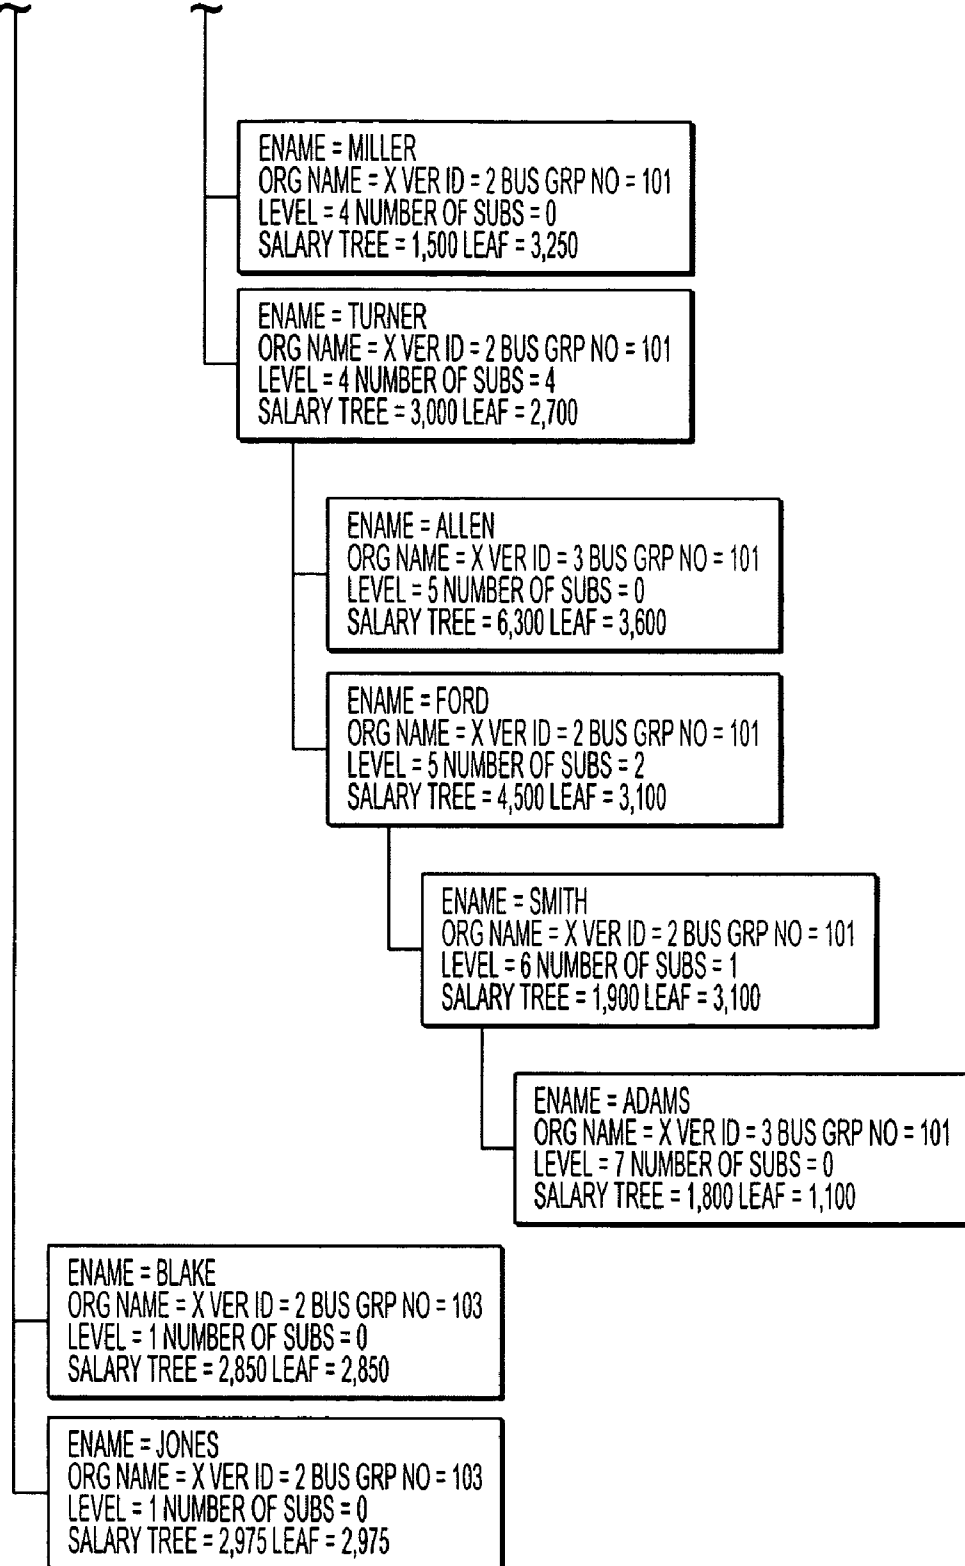 ENAME = MILLER
ORG NAME = X VER ID = 2 BUS GRP NO = 101
LEVEL = 4 NUMBER OF SUBS = 0
SALARY TREE = 1,500 LEAF = 3,250
ENAME = TURNER
ORG NAME = X VER ID = 2 BUS GRP NO = 101
LEVEL = 4 NUMBER OF SUBS = 4
SALARY TREE = 3,000 LEAF = 2,700
ENAME = ALLEN
ORG NAME = X VER ID = 3 BUS GRP NO = 101
LEVEL = 5 NUMBER OF SUBS = 0
SALARY TREE = 6,300 LEAF = 3,600
ENAME = FORD
ORG NAME = X VER ID = 2 BUS GRP NO = 101
LEVEL = 5 NUMBER OF SUBS = 2
SALARY TREE = 4,500 LEAF = 3,100
ENAME = SMITH
ORG NAME = X VER ID = 2 BUS GRP NO = 101
LEVEL = 6 NUMBER OF SUBS = 1
SALARY TREE = 1,900 LEAF = 3,100
ENAME = ADAMS
ORG NAME = X VER ID = 3 BUS GRP NO = 101
LEVEL = 7 NUMBER OF SUBS = 0
SALARY TREE = 1,800 LEAF = 1,100
ENAME = BLAKE
ORG NAME = X VER ID = 2 BUS GRP NO = 103
LEVEL = 1 NUMBER OF SUBS = 0
SALARY TREE = 2,850 LEAF = 2,850
ENAME = JONES
ORG NAME = X VER ID = 2 BUS GRP NO = 103
LEVEL = 1 NUMBER OF SUBS = 0
SALARY TREE = 2,975 LEAF = 2,975